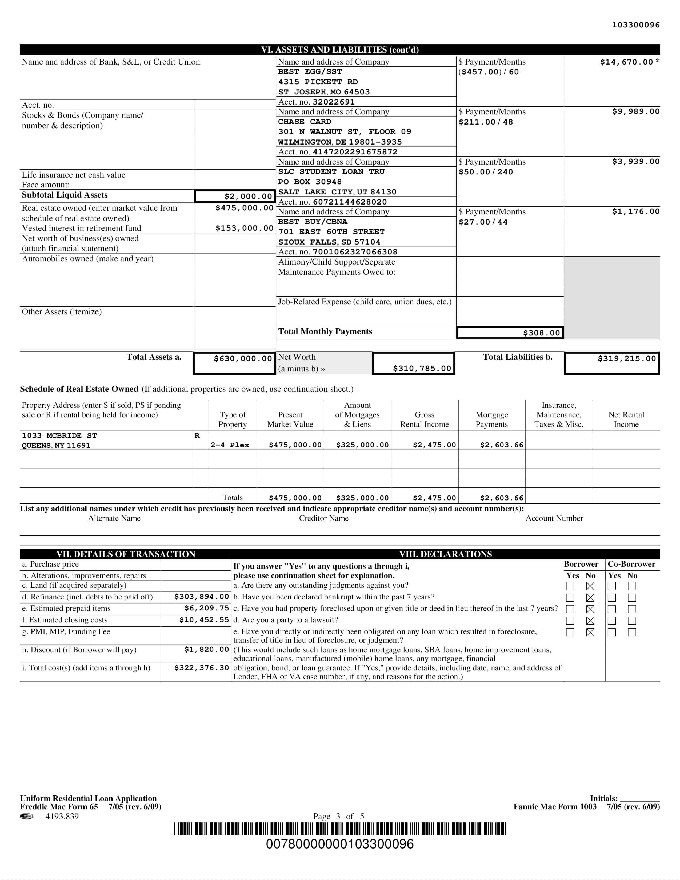 103300096
VI. ASSETS AND LIABILITIES (cont'd)
Name and address of Bank, S&L, or Credit Union
Acct. no.
Stocks & Bonds (Company name/
number & description)
Life insurance net cash value
Face amount:
Subtotal Liquid Assets $2,000.00
Real estate owned (enter market value from $475,000.00
schedule of real estate owned)
Vested interest in refirement fund $153,000.00
Net worth of business(es) owned
(attach financial statement)
Automobiles owned (make and year)
Other Assets (itemize)
Name and address of Company $ Payment/Months $14,670.00*
BEST EGG/SST ($457.00)/60
4315 PICKETT RD
ST JOSEPH, MO 64503
Acct. no. 32022691
Name and address of Company $ Payment/Months $9,989.00
CHASE CARD $211.00/48
301 N WALNUT ST, FLOOR 09
WILMINGTON, DE 19801-3935
Acct. no. 4147202291675872
Name and address of Company $ Payment/Months $3,939.00
SLC STUDENT LOAN TRU $50.00/240
PO BOX 30948
SALT LAKE CITY, UT 84130
Acct. no. 60721144628020
Name and address of Company $ Payment/Months $1,176.00
BEST BUY/CBNA $27.00/44
701 EAST 60TH STREET
SIOUX FALLS, SD 57104
Acct. no. 7001062327066308
Alimony/Child Support/Separate
Maintenance Payments Owed to:
Job-Related Expense (child care, union dues, etc.)
Total Monthly Payments $308.00
Total Assets a. $630,000.00 Net Worth (a minus b) » $310,785.00 Total Liabilities b. $319,215.00
Schedule of Real Estate Owned (If additional properties are owned, use continuation sheet.)
Property Address (enter S if sold, PS if pending sale or R if rental being held for income) Type of Property Present Market Value Amount of Mortgages & Liens Gross Rental Income Mortgage Payments Insurance, Maintenance, Taxes & Misc. Net Rental Income
1033 MCBRIDE ST R
QUEENS, NY 11691 2-4 Plex $475,000.00 $325,000.00 $2,475.00 $2,603.66
Totals $475,000.00 $325,000.00 $2,475.00 $2,603.66
List any additional names under which credit has previously been received and indicate appropriate creditor name(s) and account number(s):
Alternate Name Creditor Name Account Number
VII. DETAILS OF TRANSACTION
a. Purchase price
b. Alterations, improvements, repairs
c. Land (if acquired separately)
d. Refinance (incl. debts to be paid off) $303,894.00
e. Estimated prepaid items $6,209.75
f. Estimated closing costs $10,452.55
g. PMI, MIP, Funding Fee
h. Discount (if Borrower will pay) $1,820.00
i. Total cost(s) (add items a through h) $322,376.30
VIII. DECLARATIONS
If you answer "Yes" to any questions a through i,
please use continuation sheet for explanation.
Borrower Co-Borrower
Yes No Yes No
a. Are there any outstanding judgments against you?
b. Have you been declared bankrupt within the past 7 years?
c. Have you had property foreclosed upon or given title or deed in lieu thereof in the last 7 years?
d. Are you a party to a lawsuit?
e. Have you directly or indirectly been obligated on any loan which resulted in foreclosure,
transfer of title in lieu of foreclosure, or judgment?
(This would include such loans as home mortgage loans, SBA loans, home improvement loans,
educational loans, manufactured (mobile) home loans, any mortgage, financial
obligation, bond, or loan guarantee. If "Yes," provide details, including date, name, and address of
Lender, FHA or VA case number, if any, and reasons for the action.)
Uniform Residential Loan Application
Freddie Mac Form 65 7/05 (rev. 6/09)
4193.839
Page 3 of 5
Initials:
Fannie Mae Form 1003 7/05 (rev. 6/09)
00780000000103300096